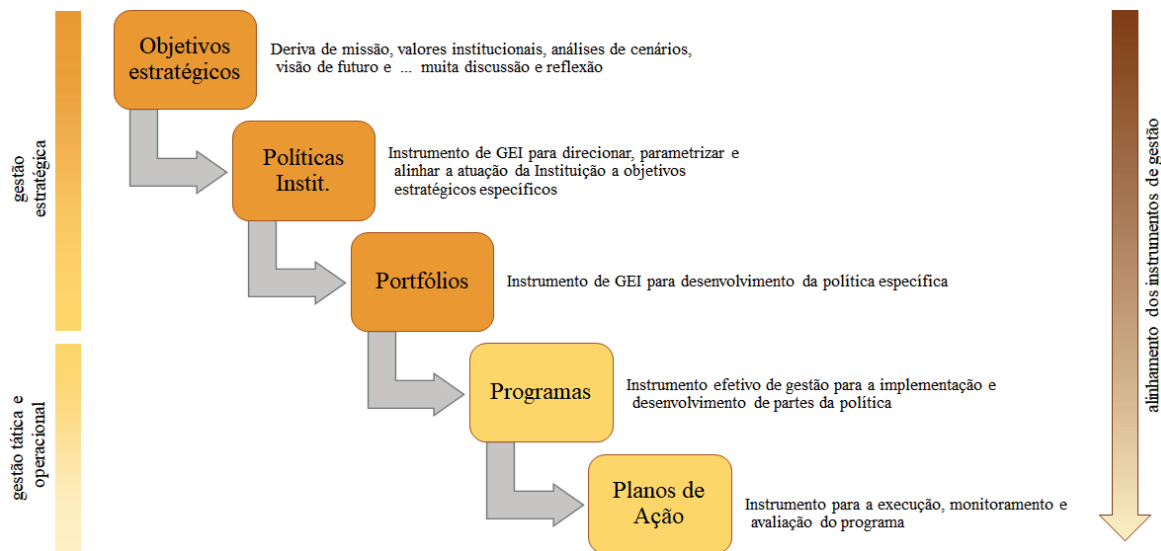 Objetivos
estratégicos
Deriva de missão, valores institucionais, análises de cenários,
visão de futuro e ... muita discussão e reflexão
gestão
estratégica
Políticas
Instit.
Instrumento de GEI para direcionar, parametrizar e
alinhar a atuação da Instituição a objetivos
estratégicos específicos
Portfólios
Instrumento de GEI para desenvolvimento da política específica
gestão tática e
operacional
Programas
Instrumento efetivo de gestão para a implementação e
desenvolvimento de partes da política
Planos de
Ação
Instrumento para a execução, monitoramento e
avaliação do programa
alinhamento dos instrumentos de gestão